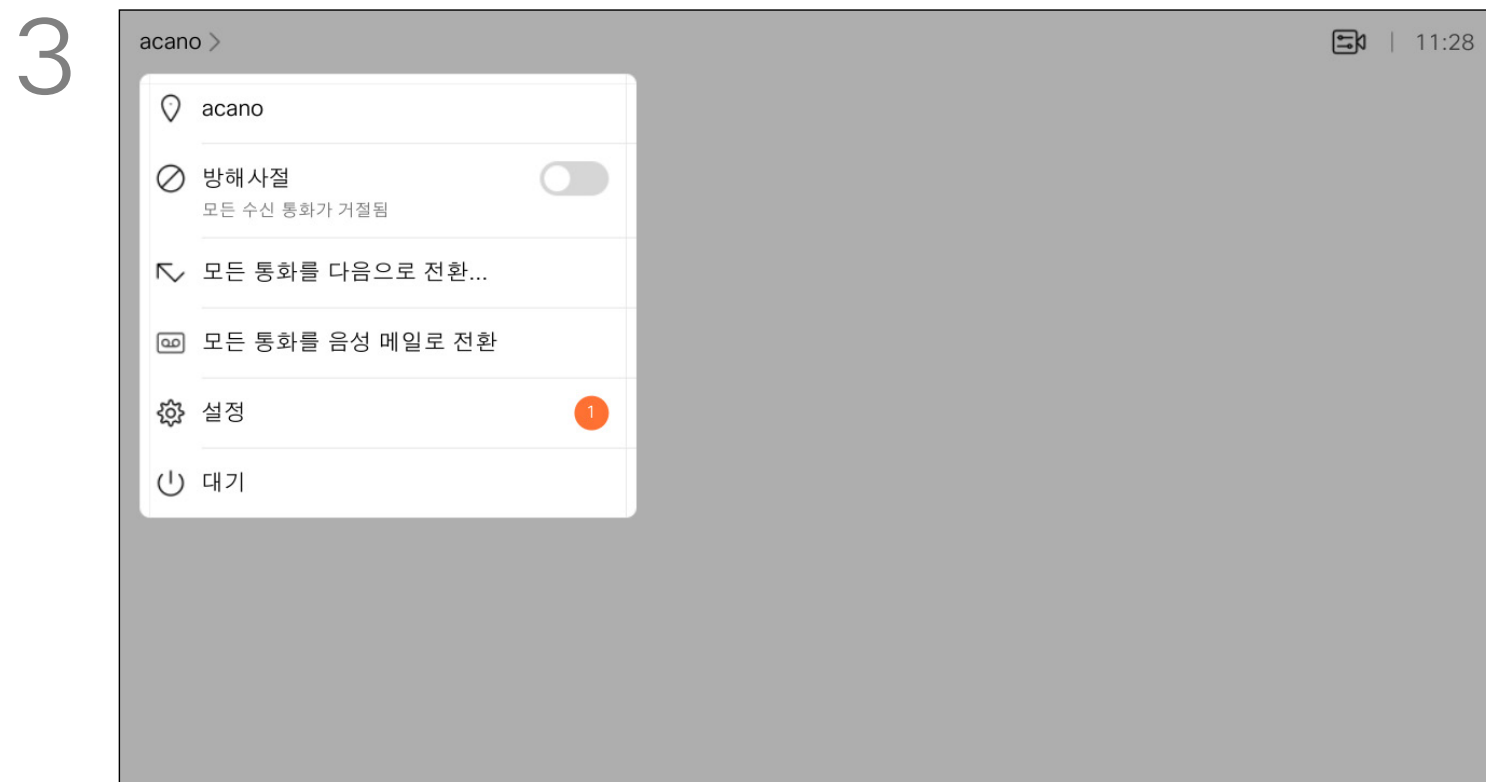 3
acano >
11:28
acano
방해사절
모든 수신 통화가 거절됨
모든 통화를 다음으로 전환...
모든 통화를 음성 메일로 전환
설정
1
대기